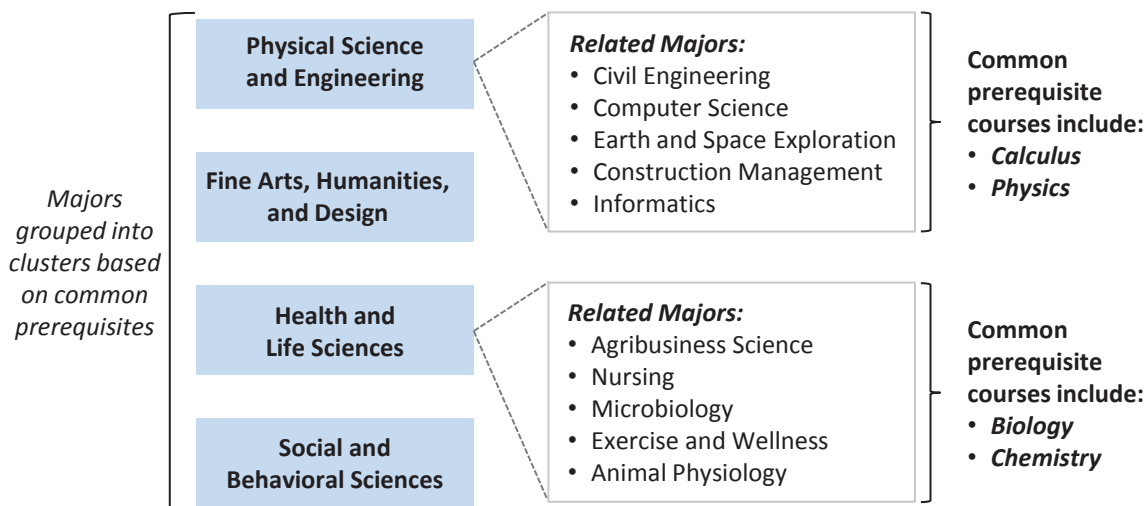 Majors
grouped into
clusters based
on common
prerequisites
Physical Science
and Engineering
Fine Arts, Humanities,
and Design
Health and
Life Sciences
Social and
Behavioral Sciences
Related Majors:
• Civil Engineering
• Computer Science
• Earth and Space Exploration
• Construction Management
• Informatics
Common
prerequisite
courses include:
• Calculus
• Physics
Related Majors:
• Agribusiness Science
• Nursing
• Microbiology
• Exercise and Wellness
• Animal Physiology
Common
prerequisite
courses include:
• Biology
• Chemistry